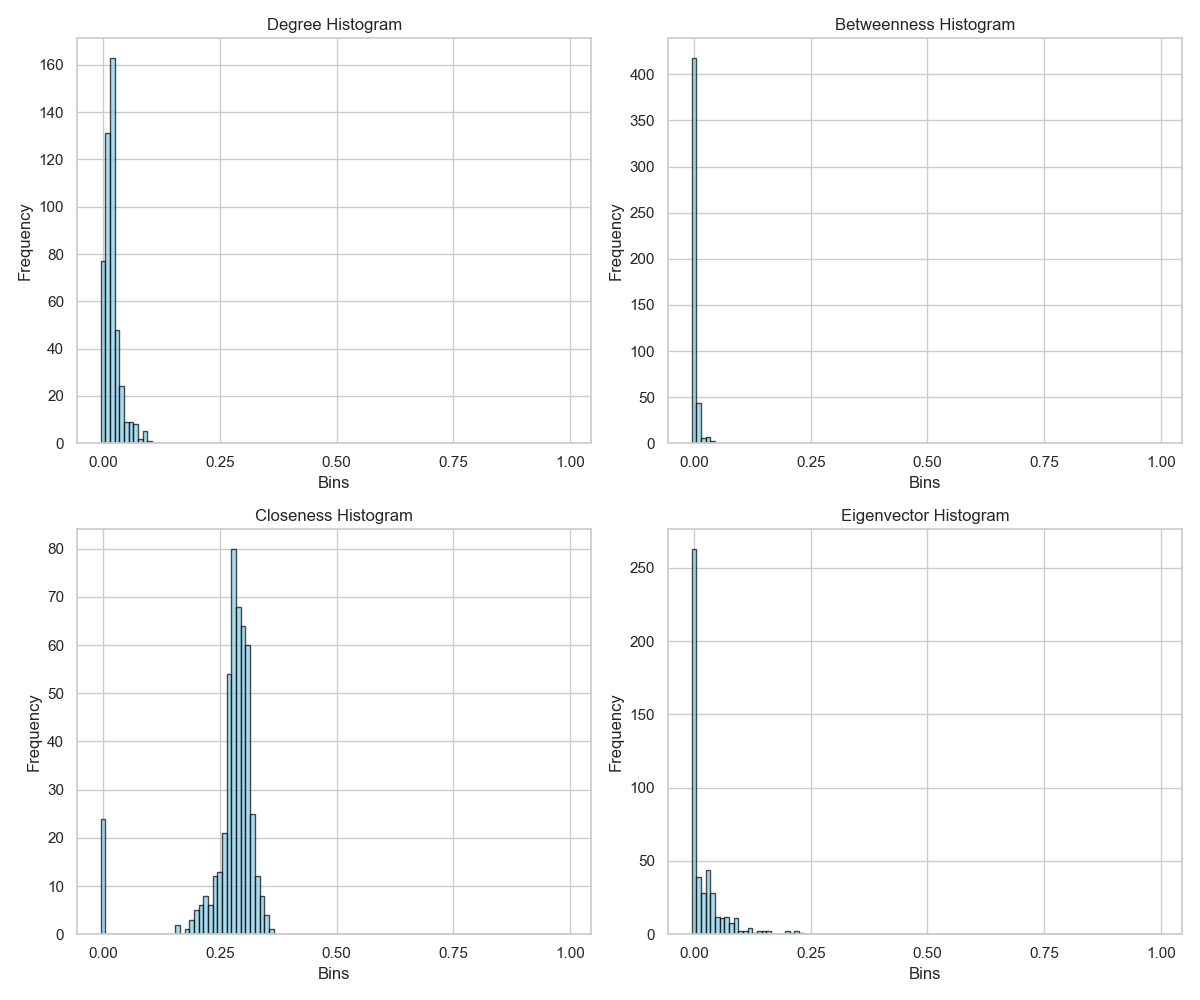 Degree Histogram
Frequency
160
140
120
100
80
60
40
20
0
0.00 0.25 0.50 0.75 1.00
Bins
Betweenness Histogram
Frequency
400
350
300
250
200
150
100
50
0
0.00 0.25 0.50 0.75 1.00
Bins
Closeness Histogram
Frequency
80
70
60
50
40
30
20
10
0
0.00 0.25 0.50 0.75 1.00
Bins
Eigenvector Histogram
Frequency
250
200
150
100
50
0
0.00 0.25 0.50 0.75 1.00
Bins